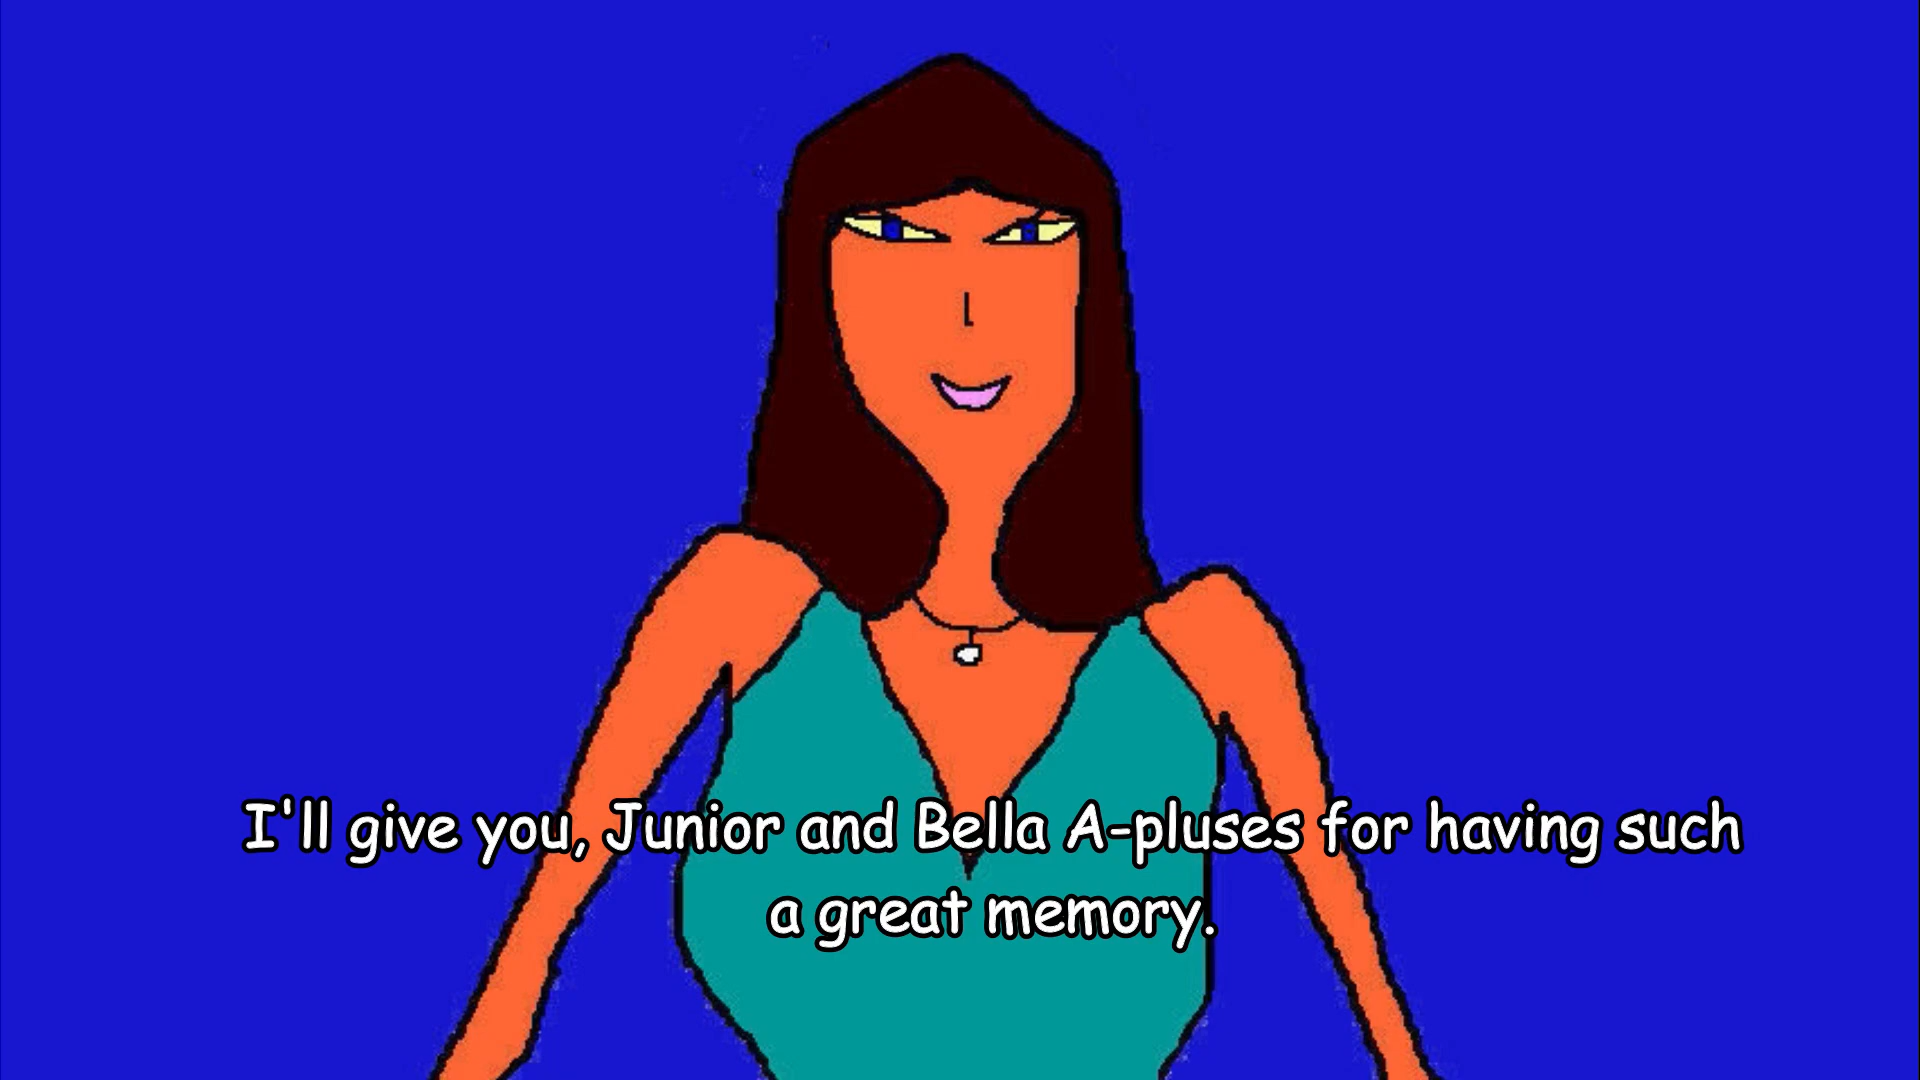 I'll give you, Junior and Bella A-pluses for having such
a great memory.